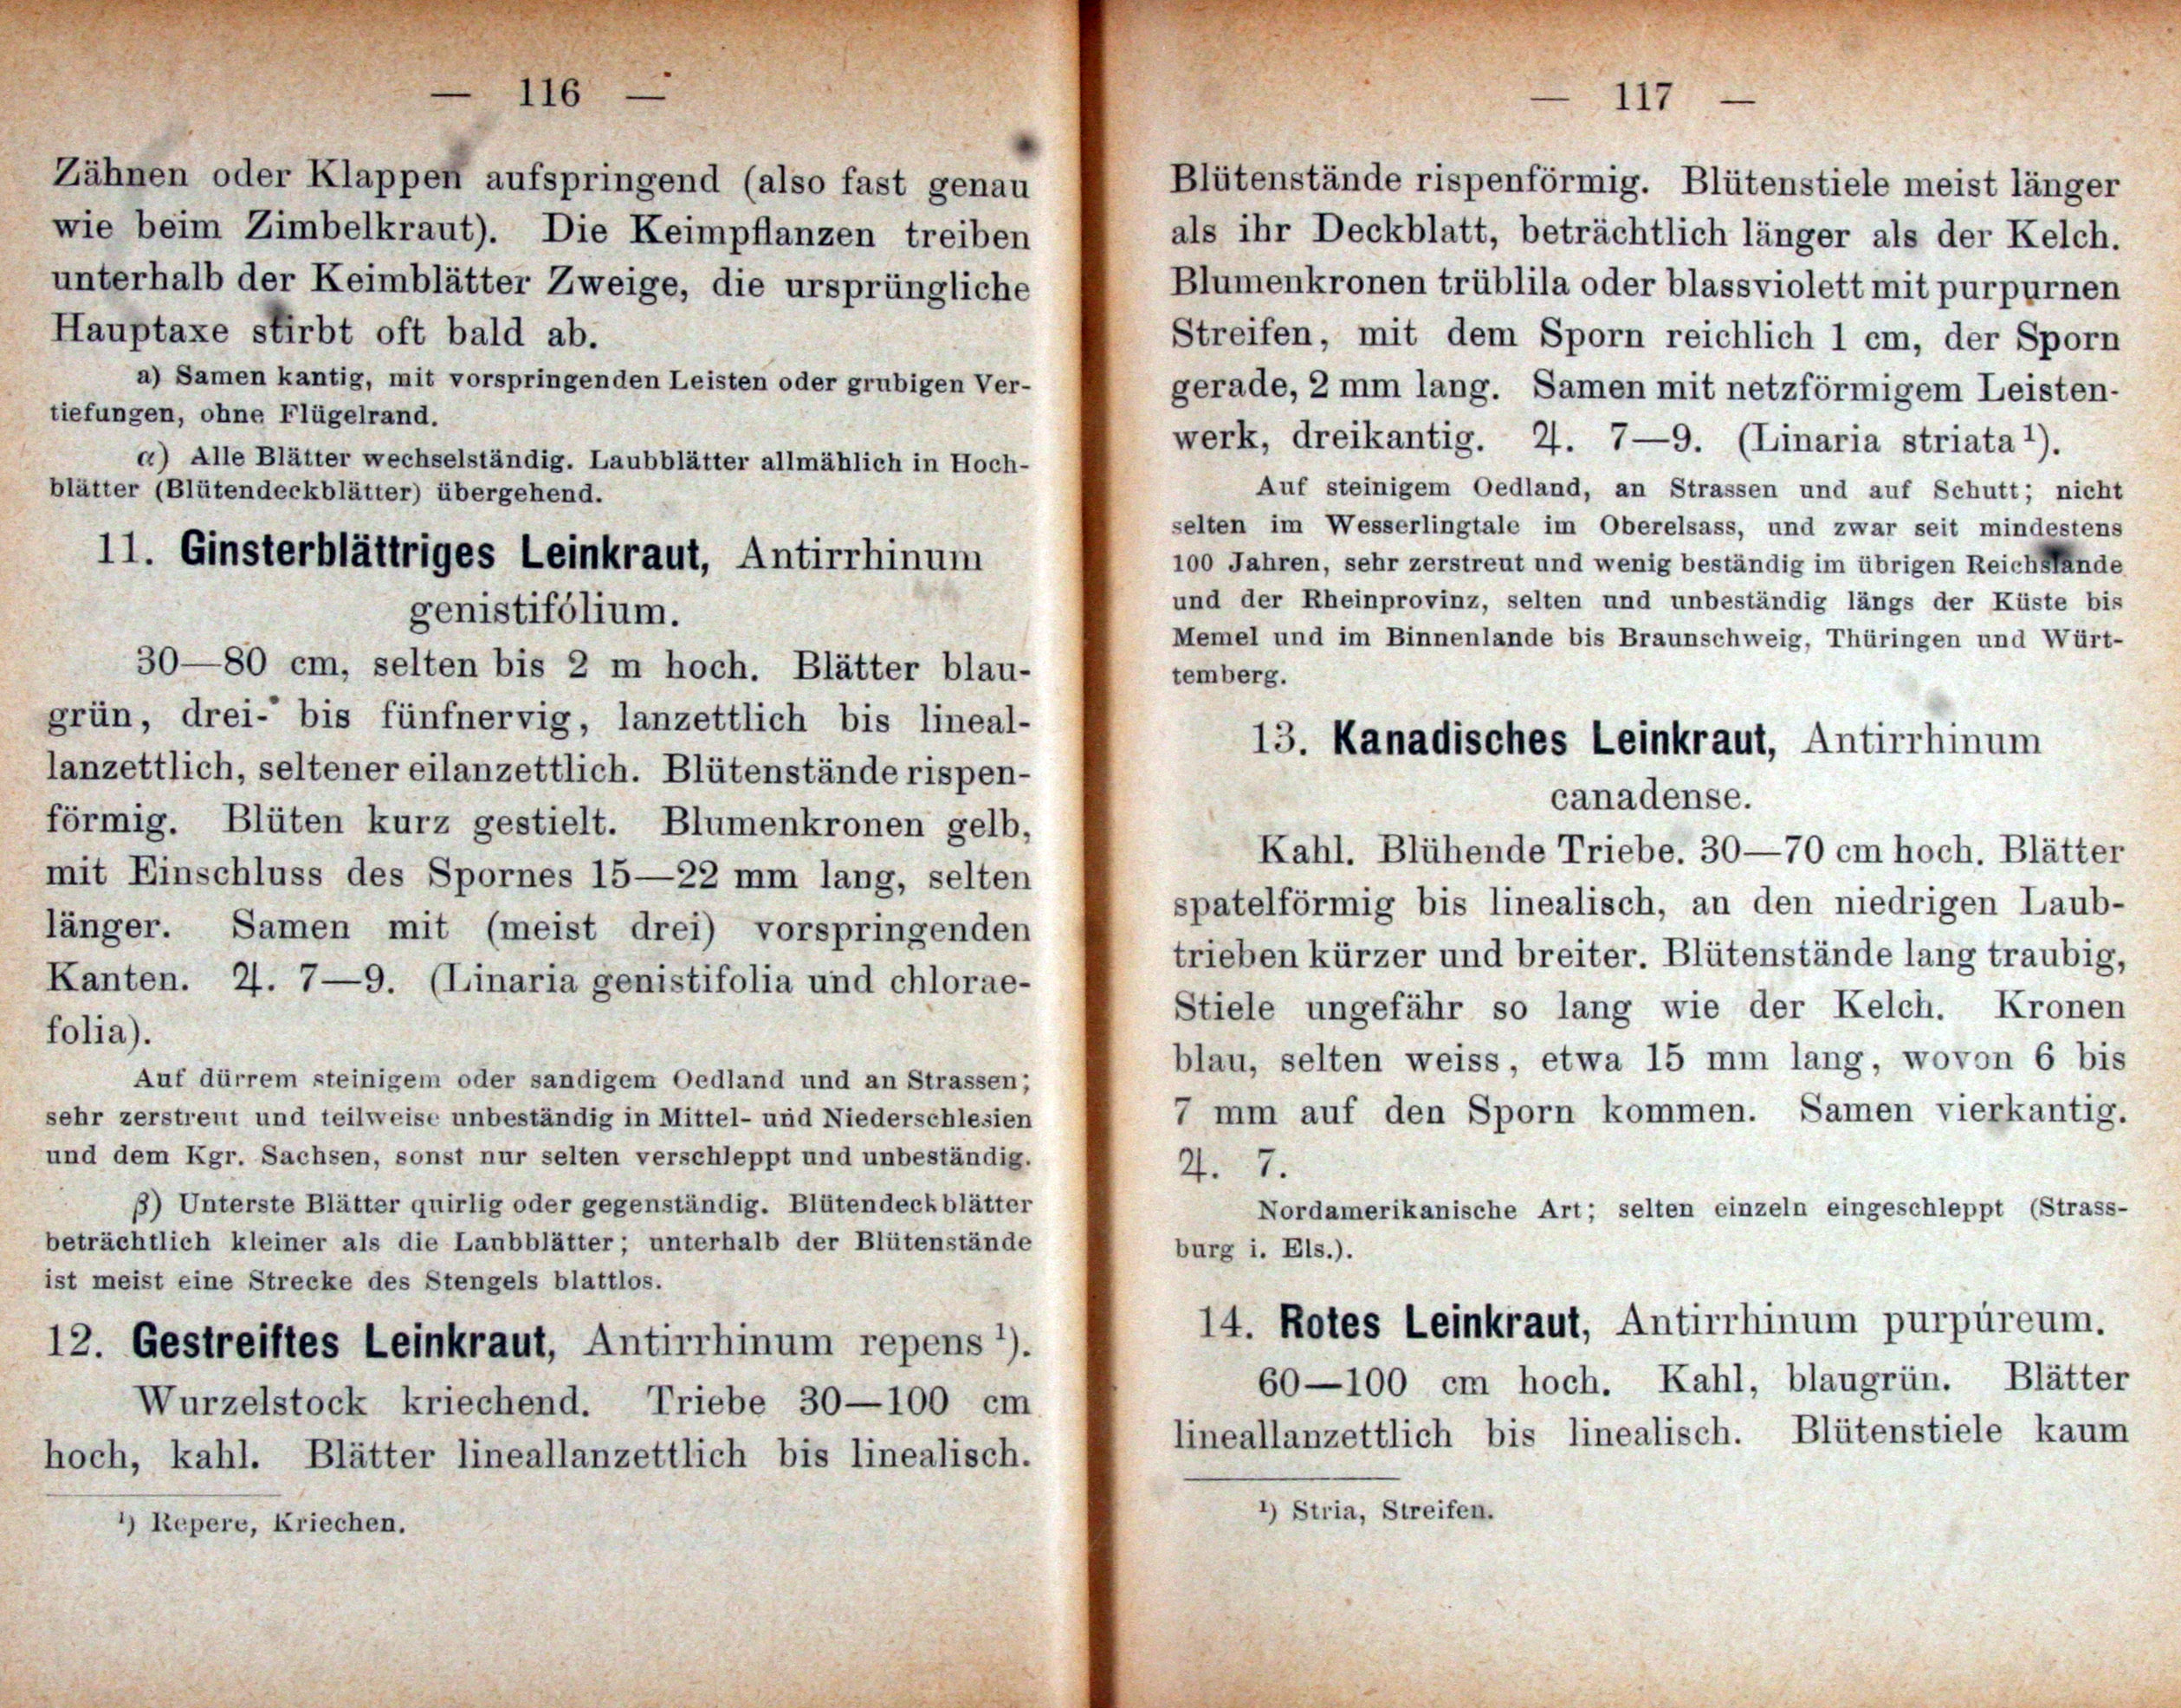 — 116 —
Zähnen oder Klappen aufspringend (also fast genau
wie beim Zimbelkraut). Die Keimpflanzen treiben
unterhalb der Keimblätter Zweige, die ursprüngliche
Hauptaxe stirbt oft bald ab.
a) Samen kantig, mit vorspringenden Leisten oder grubigen Ver-
tiefungen, ohne Flügelrand.
α) Alle Blätter wechselständig. Laubblätter allmählich in Hoch-
blätter (Blütendeckblätter) übergehend.
11. Ginsterblättriges Leinkraut, Antirrhinum
genistifólium.
30—80 cm, selten bis 2 m hoch. Blätter blau-
grün, drei- bis fünfnervig, lanzettlich bis lineal-
lanzettlich, seltener eilanzettlich. Blütenstände rispen-
förmig. Blüten kurz gestielt. Blumenkronen gelb,
mit Einschluss des Spornes 15—22 mm lang, selten
länger. Samen mit (meist drei) vorspringenden
Kanten. ♃. 7—9. (Linaria genistifolia und chlorae-
folia).
Auf dürrem steinigem oder sandigem Oedland und an Strassen;
sehr zerstreut und teilweise unbeständig in Mittel- und Niederschlesien
und dem Kgr. Sachsen, sonst nur selten verschleppt und unbeständig.
β) Unterste Blätter quirlig oder gegenständig. Blütendeckblätter
beträchtlich kleiner als die Laubblätter; unterhalb der Blütenstände
ist meist eine Strecke des Stengels blattlos.
12. Gestreiftes Leinkraut, Antirrhinum repens ¹).
Wurzelstock kriechend. Triebe 30—100 cm
hoch, kahl. Blätter lineallanzettlich bis linealisch.
¹) Repere, Kriechen.
— 117 —
Blütenstände rispenförmig. Blütenstiele meist länger
als ihr Deckblatt, beträchtlich länger als der Kelch.
Blumenkronen trüblila oder blassviolett mit purpurnen
Streifen, mit dem Sporn reichlich 1 cm, der Sporn
gerade, 2 mm lang. Samen mit netzförmigem Leisten-
werk, dreikantig. ♃. 7—9. (Linaria striata ¹).
Auf steinigem Oedland, an Strassen und auf Schutt; nicht
selten im Wesserlingtale im Oberelsass, und zwar seit mindestens
100 Jahren, sehr zerstreut und wenig beständig im übrigen Reichslande
und der Rheinprovinz, selten und unbeständig längs der Küste bis
Memel und im Binnenlande bis Braunschweig, Thüringen und Würt-
temberg.
13. Kanadisches Leinkraut, Antirrhinum
canadense.
Kahl. Blühende Triebe. 30—70 cm hoch. Blätter
spatelförmig bis linealisch, an den niedrigen Laub-
trieben kürzer und breiter. Blütenstände lang traubig,
Stiele ungefähr so lang wie der Kelch. Kronen
blau, selten weiss, etwa 15 mm lang, wovon 6 bis
7 mm auf den Sporn kommen. Samen vierkantig.
♃. 7.
Nordamerikanische Art; selten einzeln eingeschleppt (Strass-
burg i. Els.).
14. Rotes Leinkraut, Antirrhinum purpúreum.
60—100 cm hoch. Kahl, blaugrün. Blätter
lineallanzettlich bis linealisch. Blütenstiele kaum
¹) Stria, Streifen.